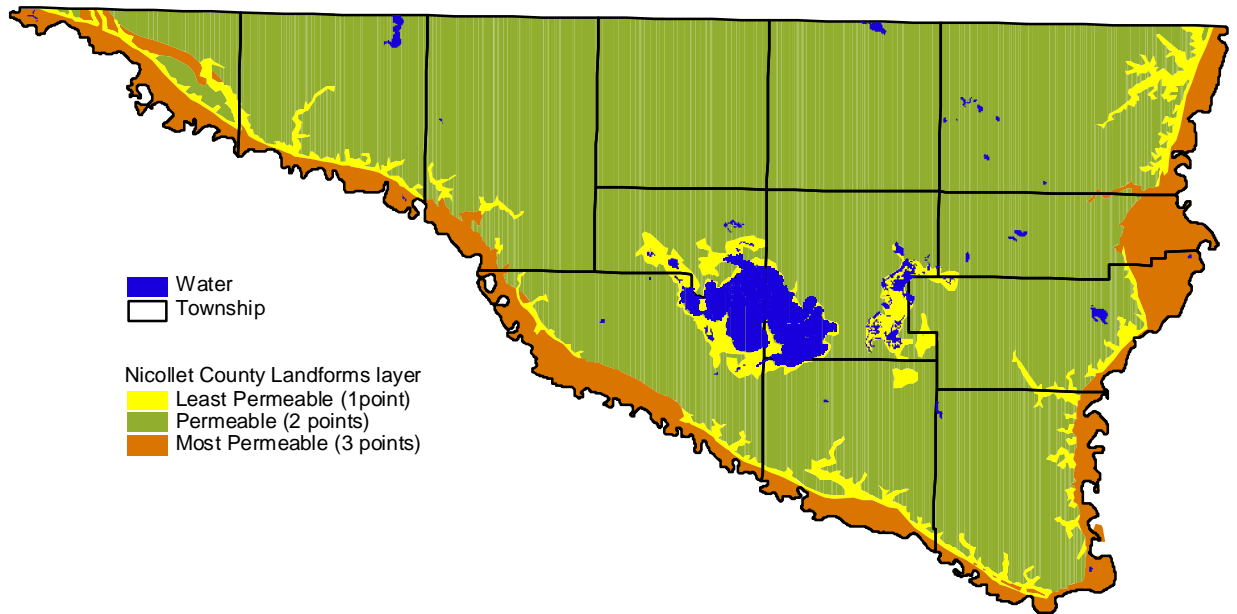 Water
Township
Nicollet County Landforms layer
Least Permeable (1point)
Permeable (2 points)
Most Permeable (3 points)